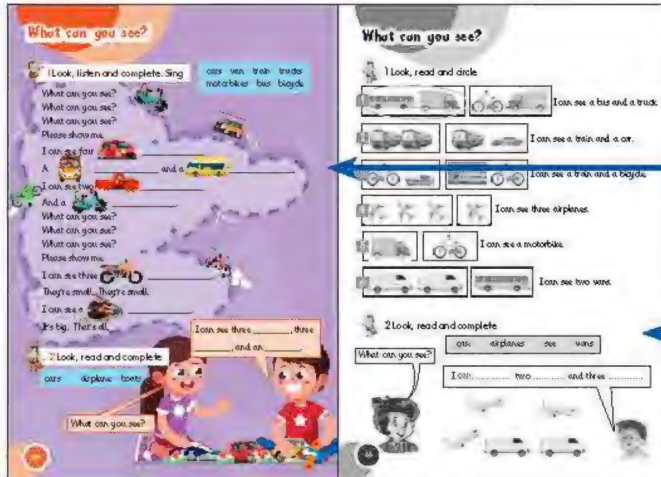 What can you see?
1 Look, listen and complete. Sing
cars van train trucks
motorbikes bus bicycle
What can you see?
What can you see?
What can you see?
Please show me.
I can see four
A and a
I can see two
And a
What can you see?
What can you see?
What can you see?
Please show me.
I can see three
They're small. They're small.
I can see a
It's big. That's all.
2 Look, read and complete
cars airplane boats
I can see three ________, three
________, and an ________.
What can you see?
What can you see?
1 Look, read and circle
I can see a bus and a truck.
I can see a train and a car.
I can see a train and a bicycle.
I can see three airplanes.
I can see a motorbike.
I can see two vans.
2 Look, read and complete
airplanes see vans
What can you see?
I can ........ two ........ and three ........